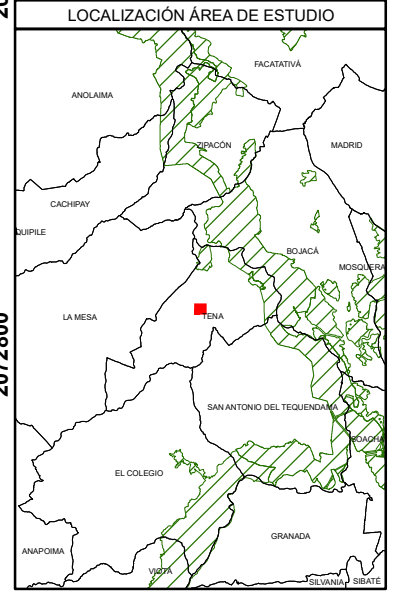 LOCALIZACIÓN ÁREA DE ESTUDIO
FACATATIVÁ
ANOLAIMA
ZIPACÓN
MADRID
CACHIPAY
QUIPILE
BOJACÁ
MOSQUERA
LA MESA
TENA
2072800
SAN ANTONIO DEL TEQUENDAMA
SOACHA
EL COLEGIO
GRANADA
ANAPOIMA
VIOTÁ
SILVANIA
SIBATÉ